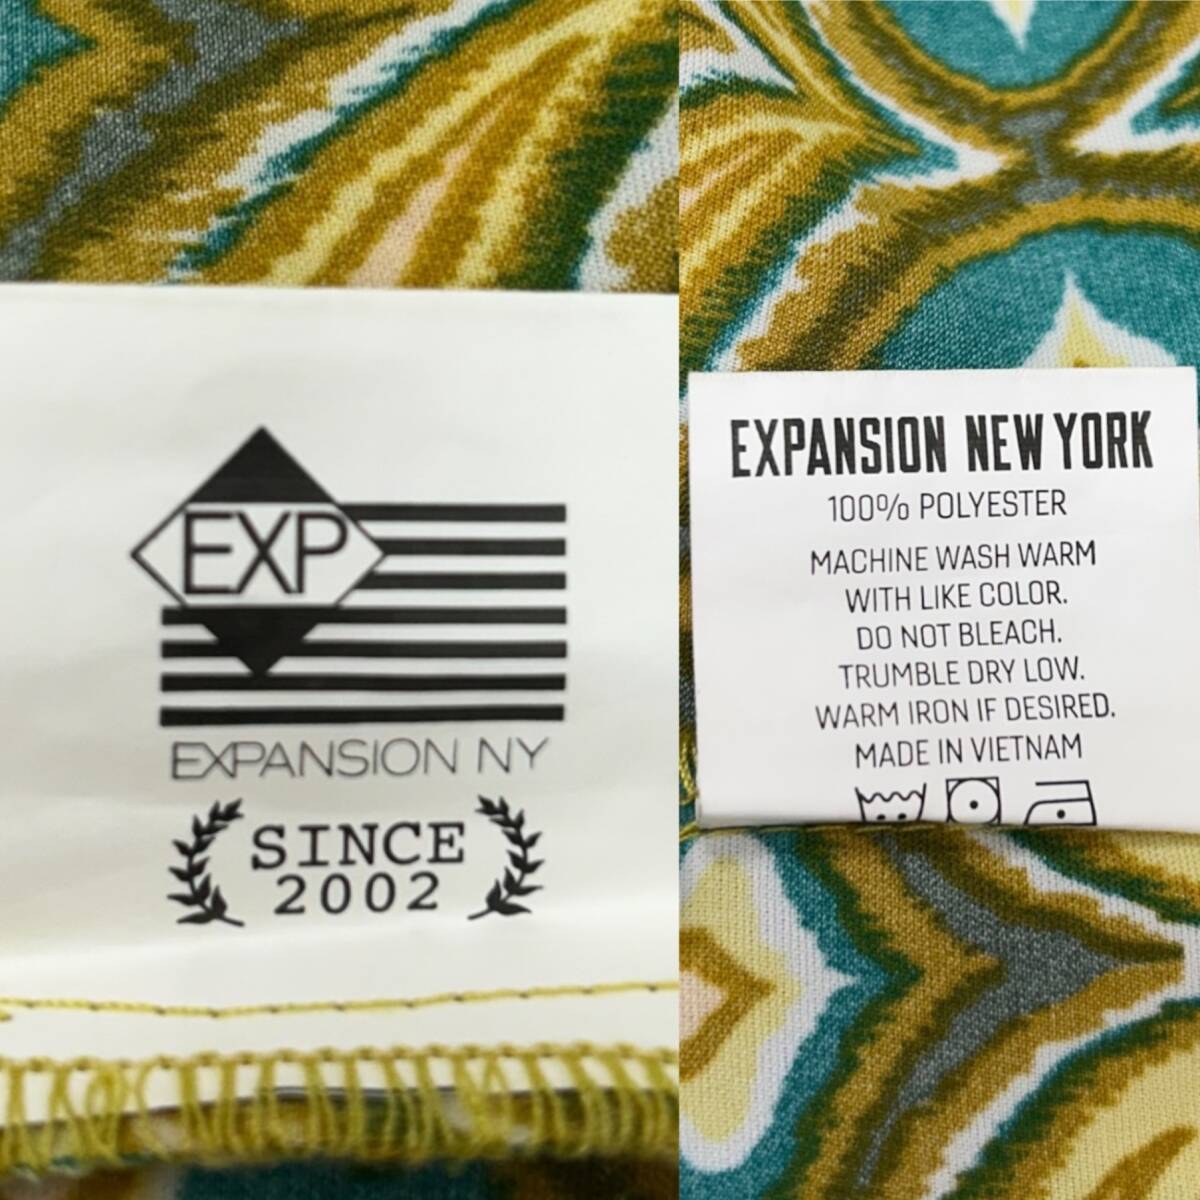 EXP
EXPANSION NY
SINCE
2002
EXPANSION NEW YORK
100% POLYESTER
MACHINE WASH WARM
WITH LIKE COLOR.
DO NOT BLEACH.
TRUMBLE DRY LOW.
WARM IRON IF DESIRED.
MADE IN VIETNAM